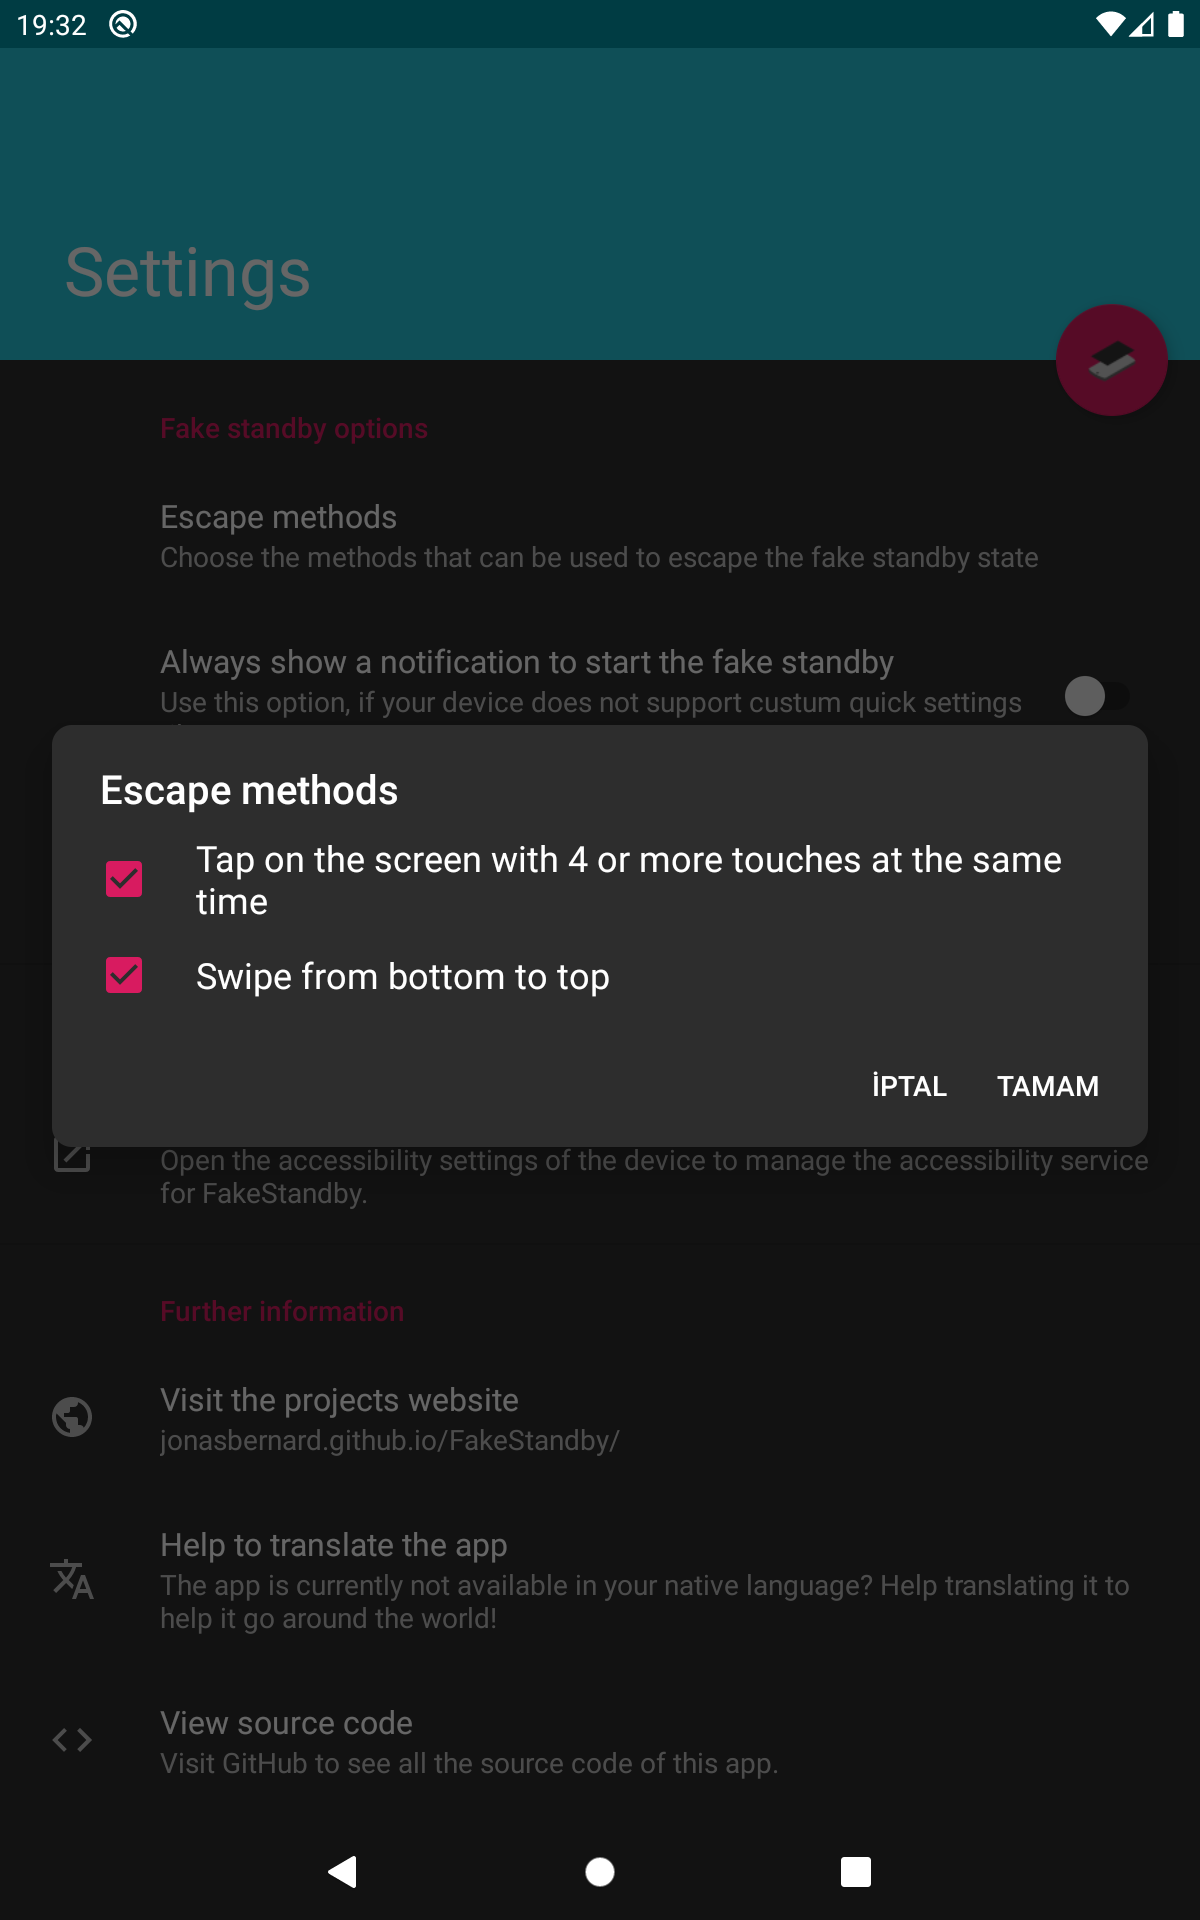 19:32
Settings
Fake standby options
Escape methods
Choose the methods that can be used to escape the fake standby state
Always show a notification to start the fake standby
Use this option, if your device does not support custum quick settings
Escape methods
Tap on the screen with 4 or more touches at the same
time
Swipe from bottom to top
İPTAL TAMAM
Open the accessibility settings of the device to manage the accessibility service
for FakeStandby.
Further information
Visit the projects website
jonasbernard.github.io/FakeStandby/
Help to translate the app
The app is currently not available in your native language? Help translating it to
help it go around the world!
View source code
Visit GitHub to see all the source code of this app.